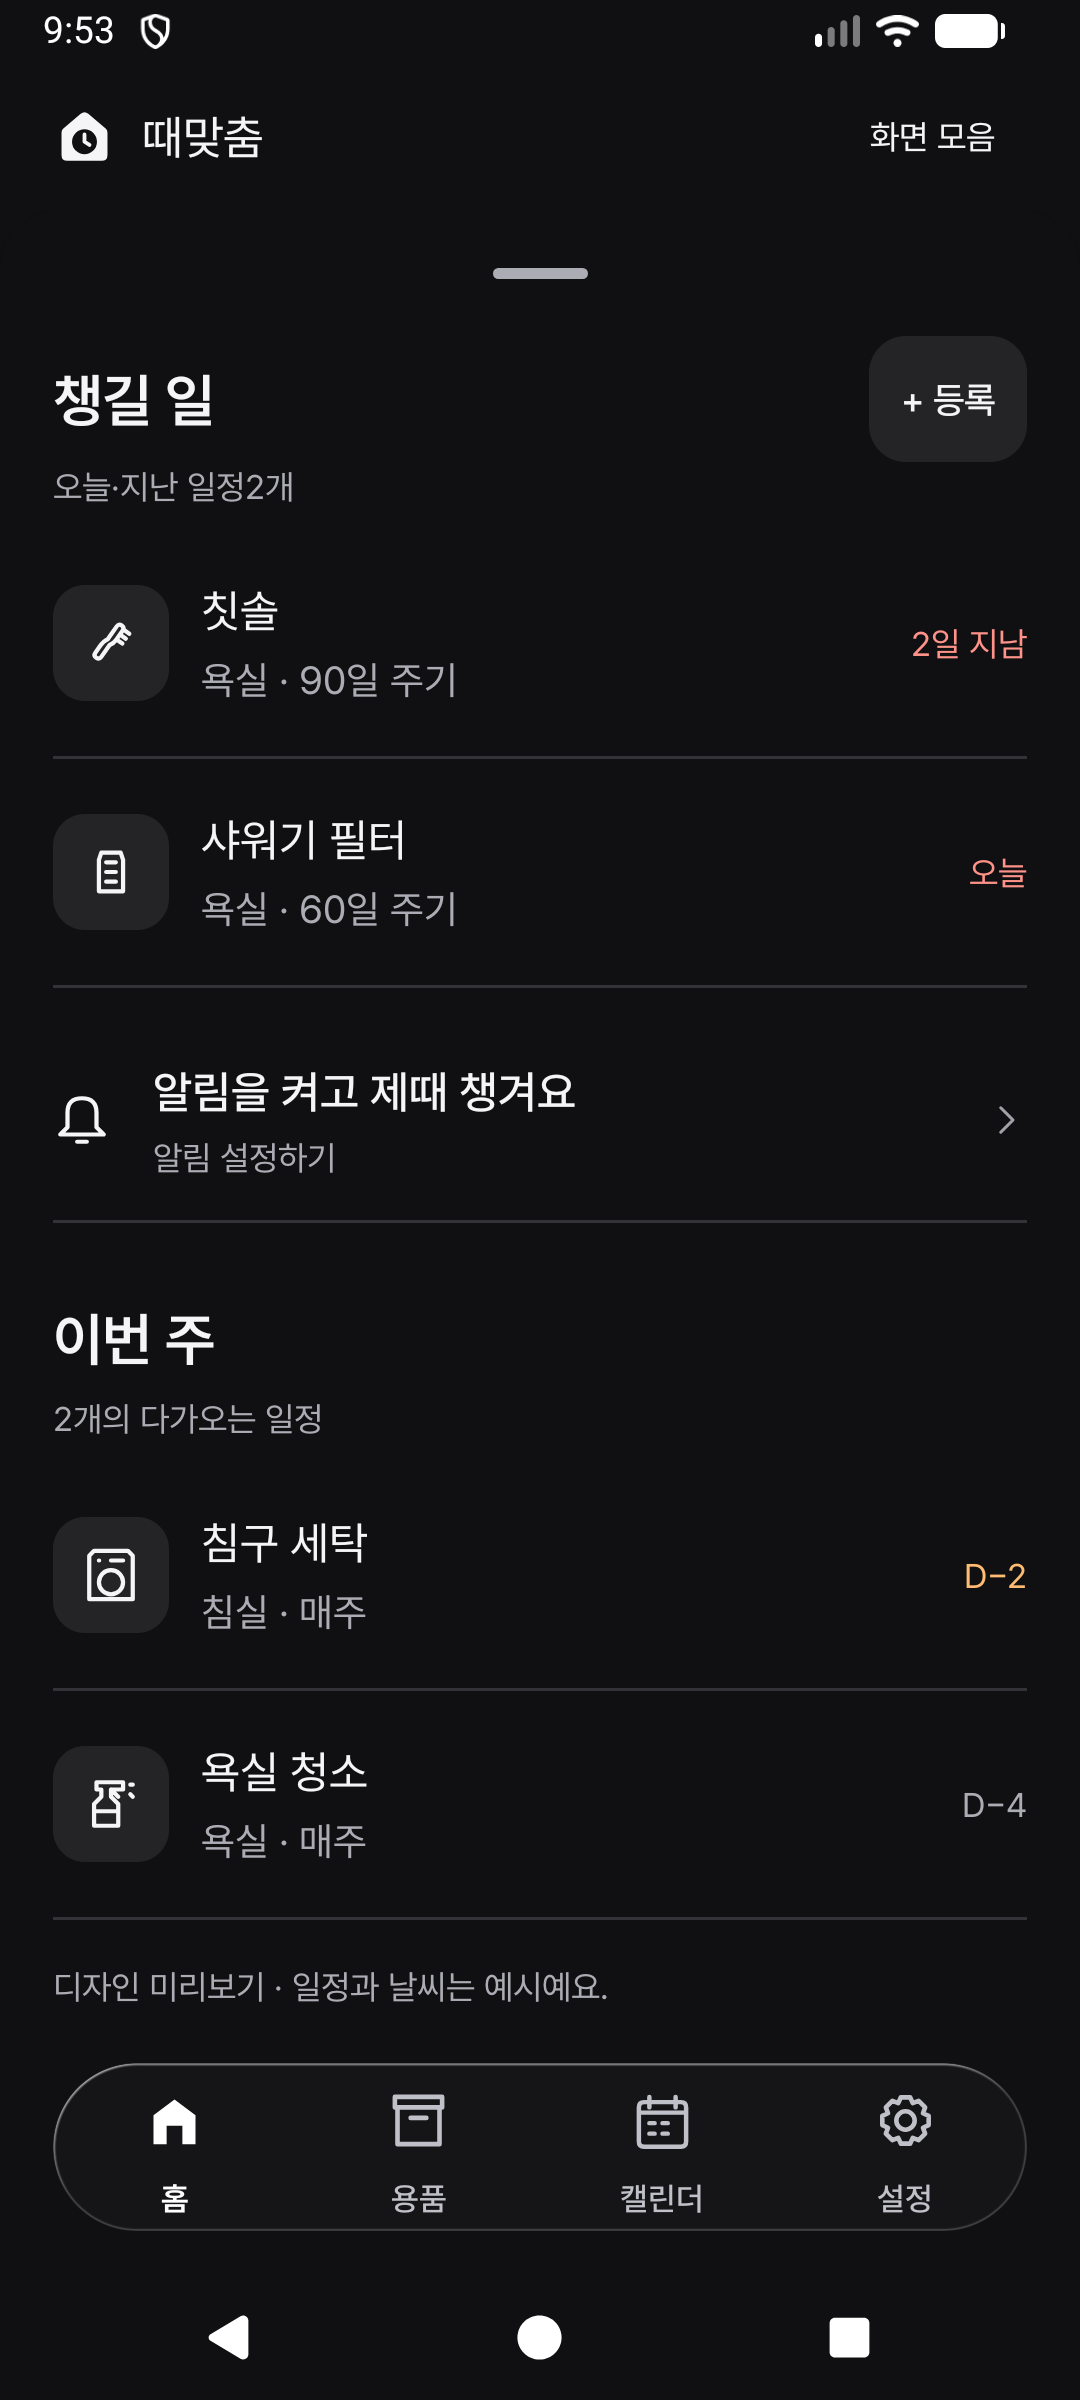 9:53
때맞춤
화면 모음
챙길 일
+ 등록
오늘·지난 일정2개
칫솔
욕실 · 90일 주기
2일 지남
샤워기 필터
욕실 · 60일 주기
오늘
알림을 켜고 제때 챙겨요
알림 설정하기
이번 주
2개의 다가오는 일정
침구 세탁
침실 · 매주
D-2
욕실 청소
욕실 · 매주
D-4
디자인 미리보기 · 일정과 날씨는 예시예요.
홈
용품
캘린더
설정